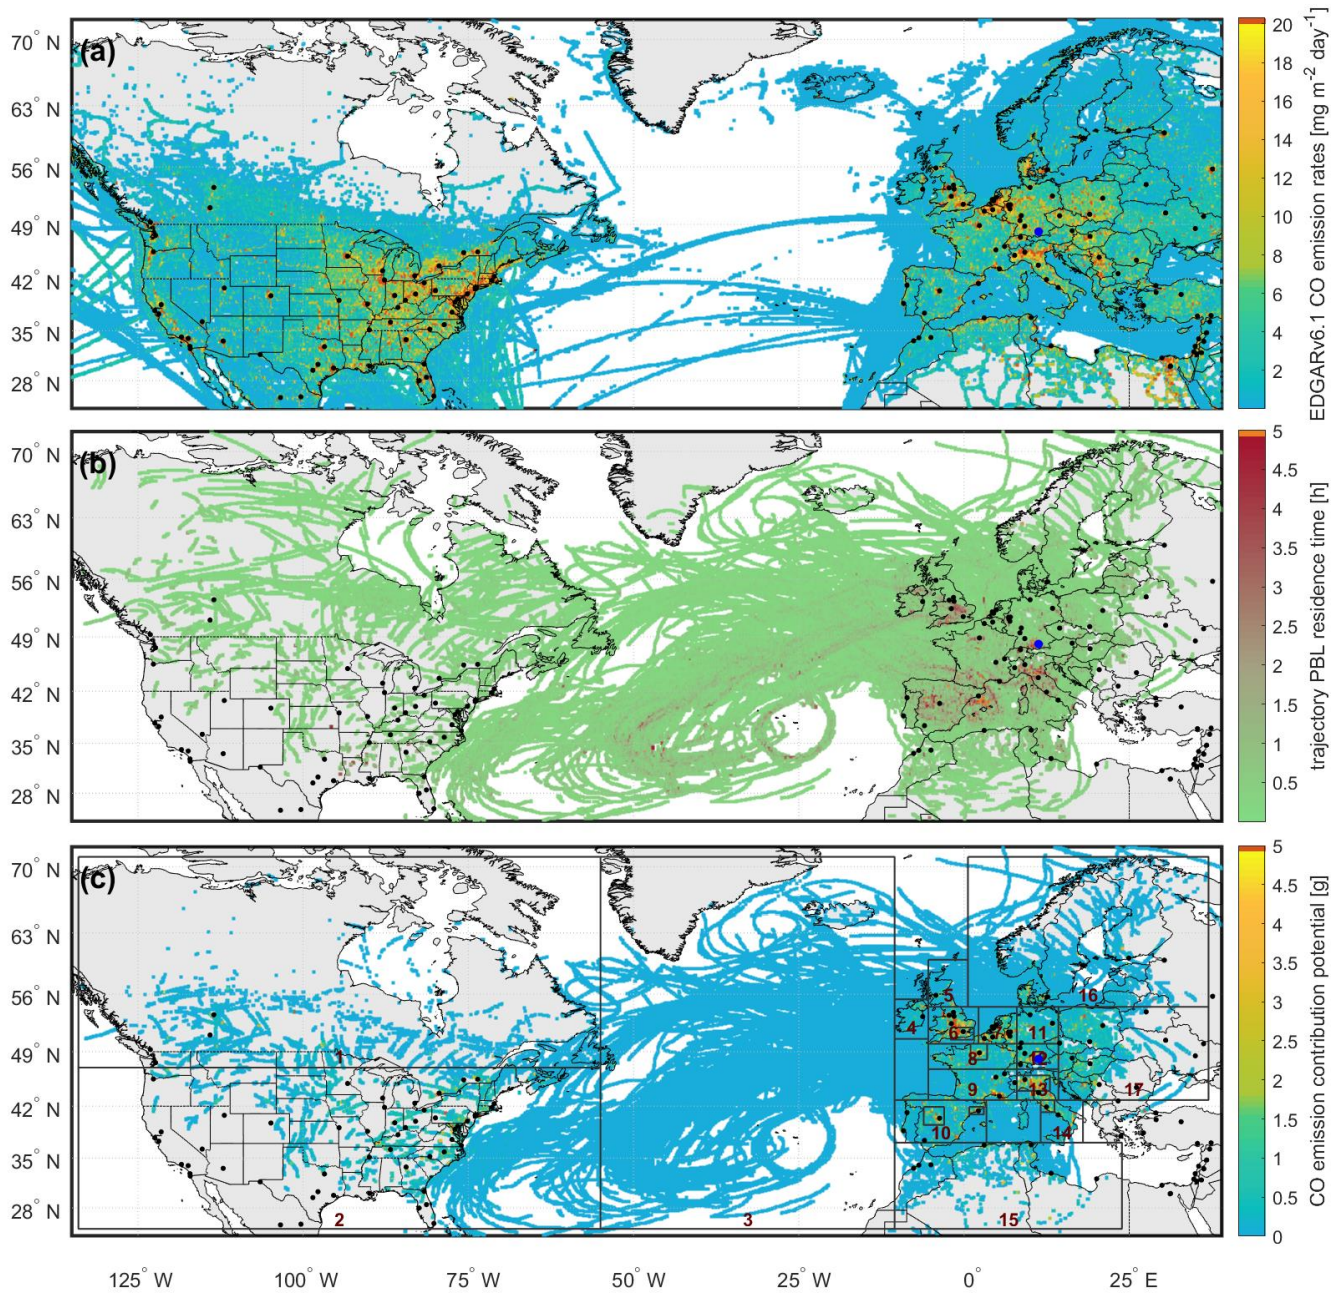 (a)
70° N
63° N
56° N
49° N
42° N
35° N
28° N
20
18
16
14
12
10
8
6
4
2
EDGARv6.1 CO emission rates [mg m⁻² day⁻¹]
(b)
70° N
63° N
56° N
49° N
42° N
35° N
28° N
5
4.5
4
3.5
3
2.5
2
1.5
1
0.5
trajectory PBL residence time [h]
(c)
70° N
63° N
56° N
49° N
42° N
35° N
28° N
5
16
4
6
7
11
1
8
12
9
13
17
10
14
2
3
15
5
4.5
4
3.5
3
2.5
2
1.5
1
0.5
0
CO emission contribution potential [g]
125° W
100° W
75° W
50° W
25° W
0°
25° E